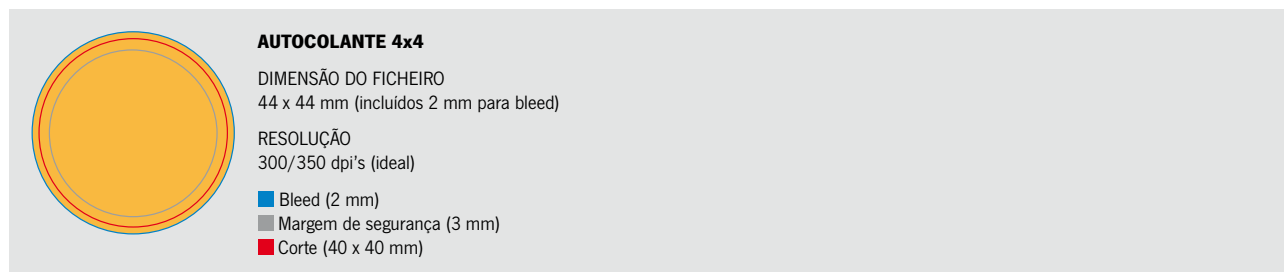 AUTOCOLANTE 4x4
DIMENSÃO DO FICHEIRO
44 x 44 mm (incluídos 2 mm para bleed)
RESOLUÇÃO
300/350 dpi's (ideal)
Bleed (2 mm)
Margem de segurança (3 mm)
Corte (40 x 40 mm)